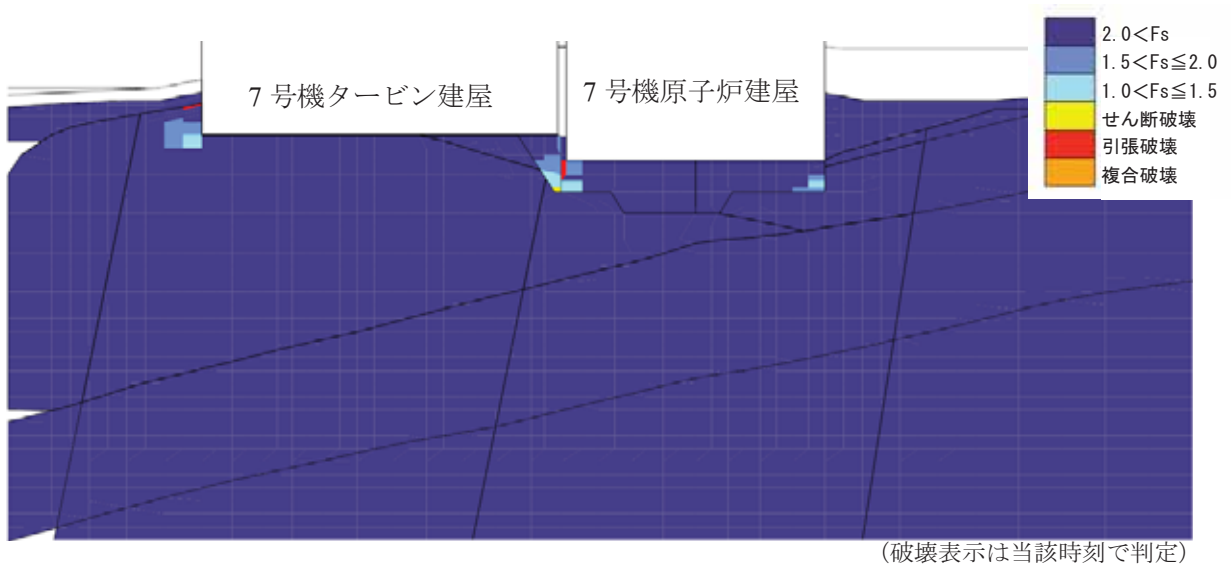 2.0<Fs
1.5<Fs≦2.0
1.0<Fs≦1.5
せん断破壊
引張破壊
複合破壊
7 号機タービン建屋
7 号機原子炉建屋
(破壊表示は当該時刻で判定)